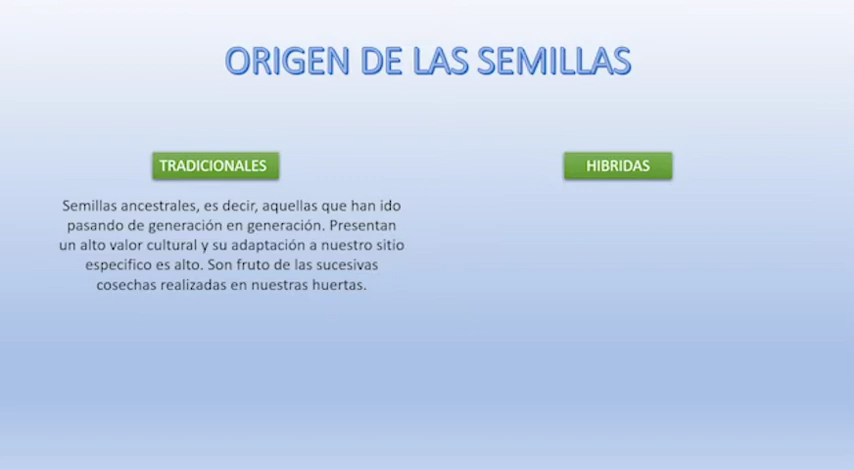 ORIGEN DE LAS SEMILLAS
TRADICIONALES
Semillas ancestrales, es decir, aquellas que han ido
pasando de generación en generación. Presentan
un alto valor cultural y su adaptación a nuestro sitio
especifico es alto. Son fruto de las sucesivas
cosechas realizadas en nuestras huertas.
HIBRIDAS